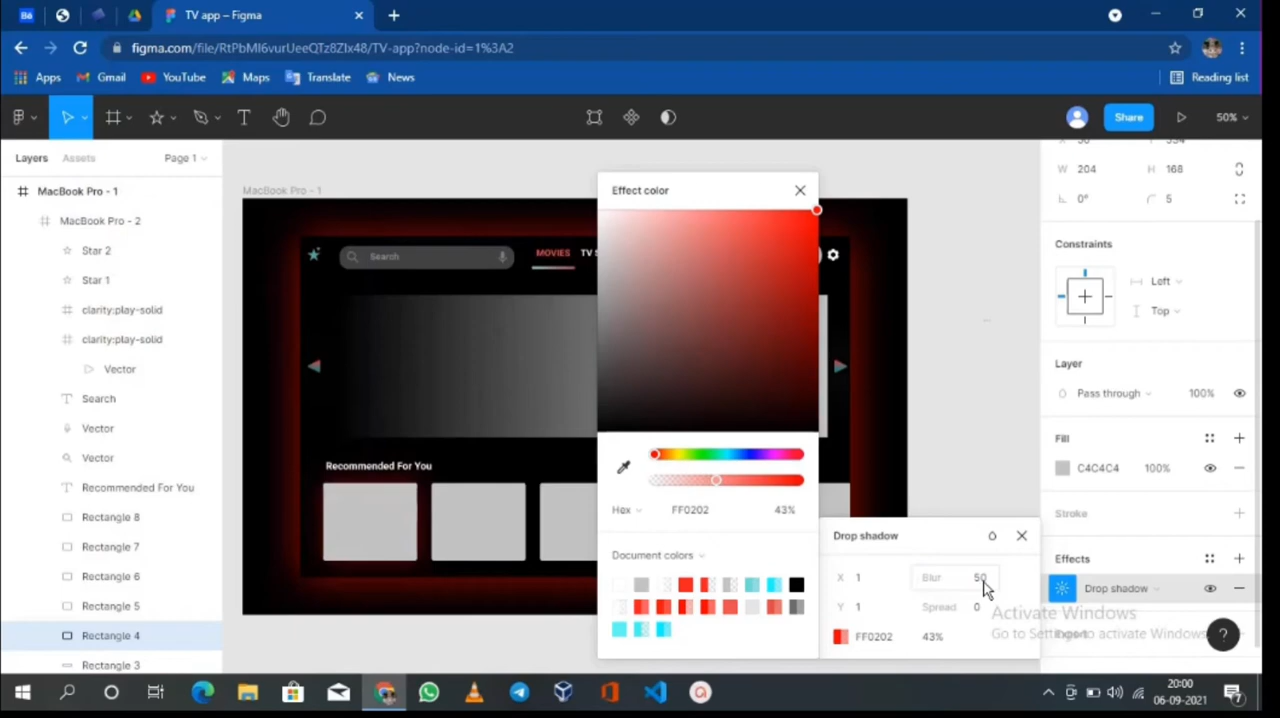 Bē
TV app – Figma
figma.com/file/RtPbMI6vurUeeQTz8ZIx48/TV-app?node-id=1%3A2
Apps Gmail YouTube Maps Translate News Reading list
Share
50%
Layers Assets Page 1
MacBook Pro - 1
MacBook Pro - 2
Star 2
Star 1
clarity:play-solid
clarity:play-solid
Vector
Search
Vector
Vector
Recommended For You
Rectangle 8
Rectangle 7
Rectangle 6
Rectangle 5
Rectangle 4
Rectangle 3
MacBook Pro - 1
Search
MOVIES TV S
Recommended For You
Effect color
Hex FF0202 43%
Document colors
Drop shadow
X 1 Blur 50
Y 1 Spread 0
FF0202 43%
W 204 H 168
0° 5
Constraints
Left
Top
Layer
Pass through 100%
Fill
C4C4C4 100%
Stroke
Effects
Drop shadow
Activate Windows
Go to Settings to activate Windows.
?
20:00
06-09-2021
7